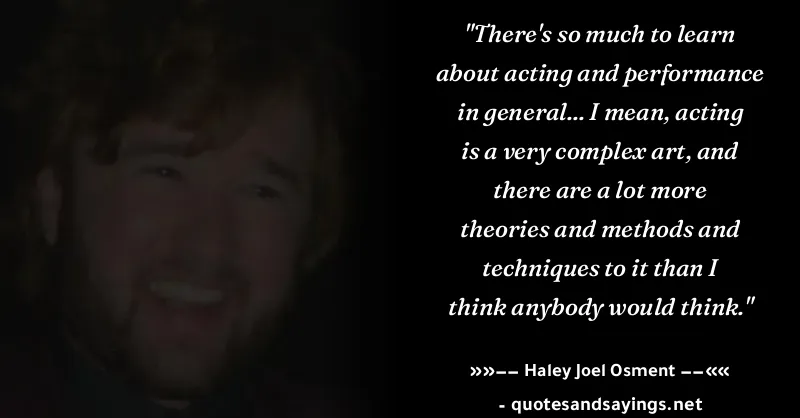 "There's so much to learn
about acting and performance
in general... I mean, acting
is a very complex art, and
there are a lot more
theories and methods and
techniques to it than I
think anybody would think."
»»-- Haley Joel Osment --««
- quotesandsayings.net